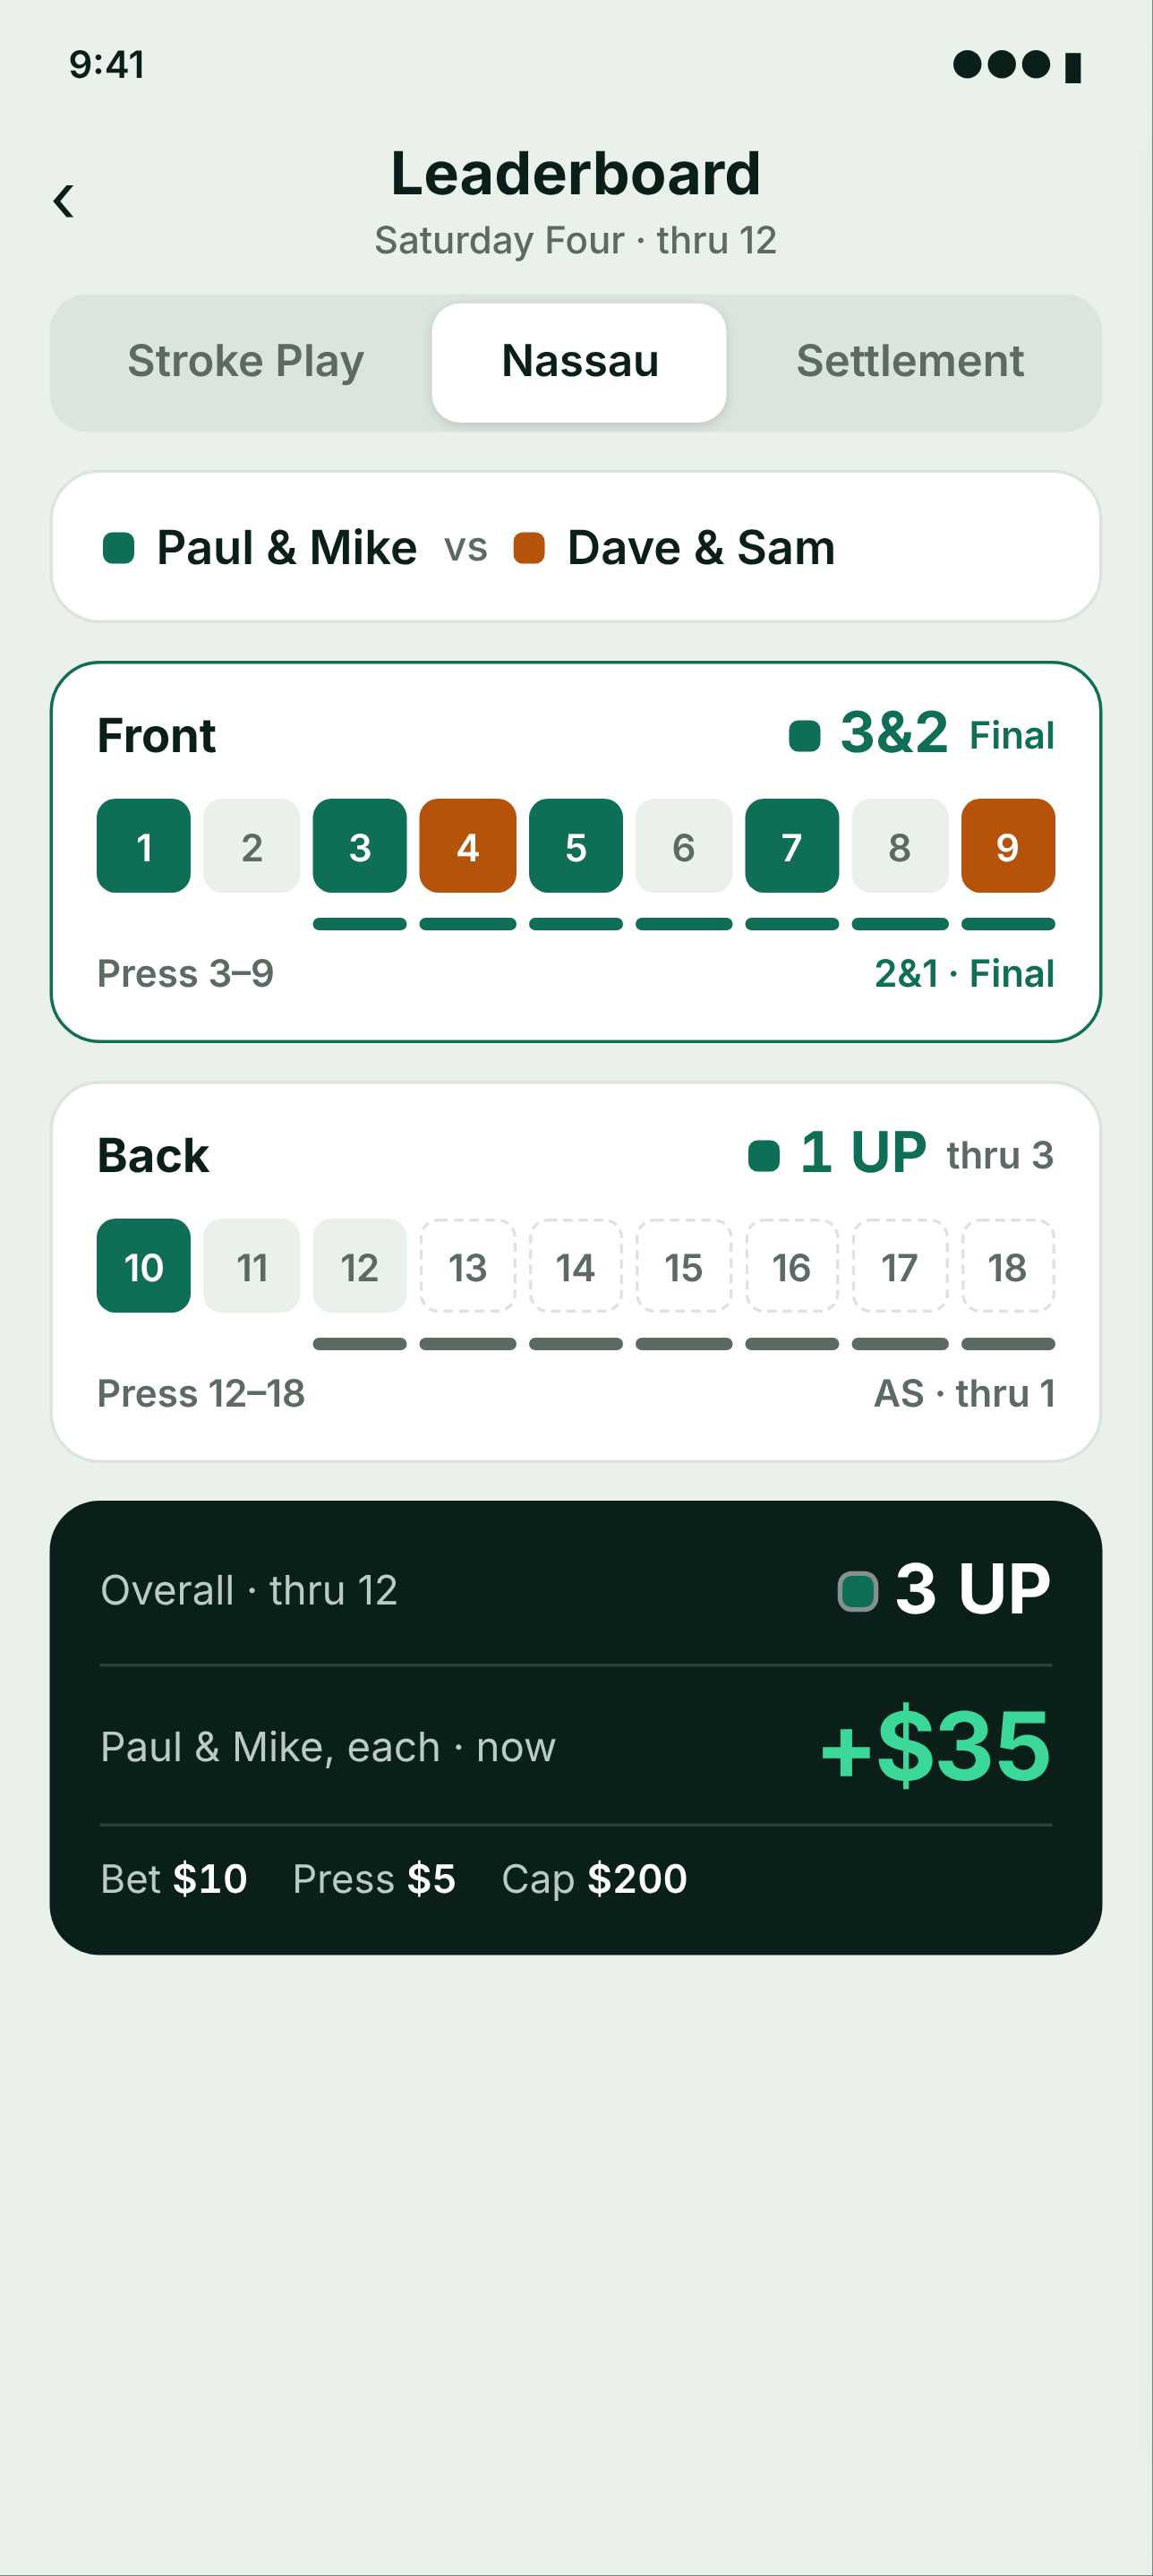 9:41
Leaderboard
Saturday Four · thru 12
Stroke Play Nassau Settlement
Paul & Mike vs Dave & Sam
Front 3&2 Final
1 2 3 4 5 6 7 8 9
Press 3–9 2&1 · Final
Back 1 UP thru 3
10 11 12 13 14 15 16 17 18
Press 12–18 AS · thru 1
Overall · thru 12 3 UP
Paul & Mike, each · now +$35
Bet $10 Press $5 Cap $200